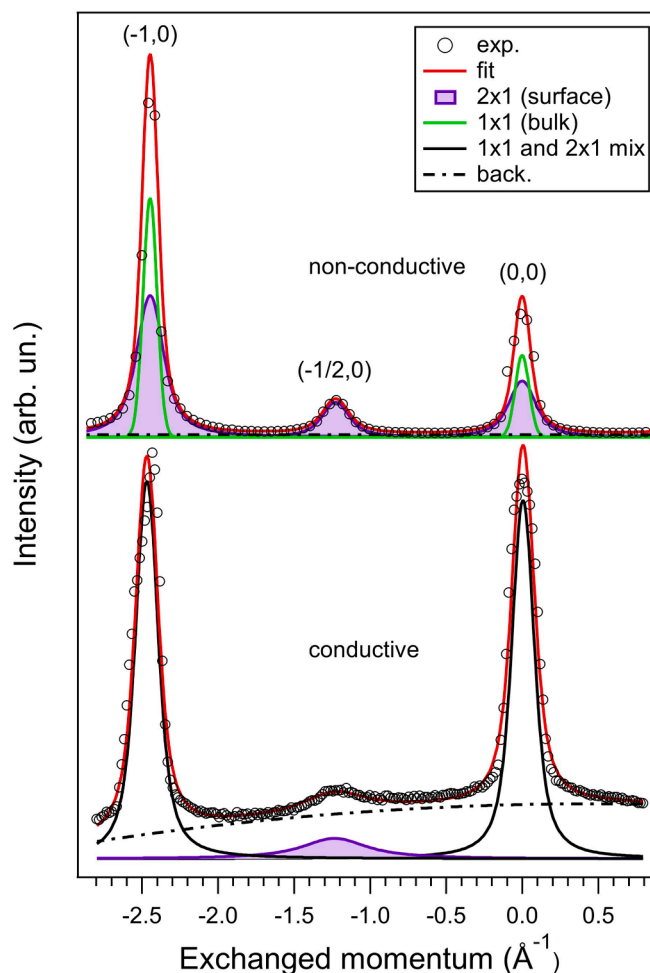 (-1,0)
exp.
fit
2x1 (surface)
1x1 (bulk)
1x1 and 2x1 mix
back.
non-conductive
(0,0)
(-1/2,0)
Intensity (arb. un.)
conductive
-2.5 -2.0 -1.5 -1.0 -0.5 0.0 0.5
Exchanged momentum (Å⁻¹)